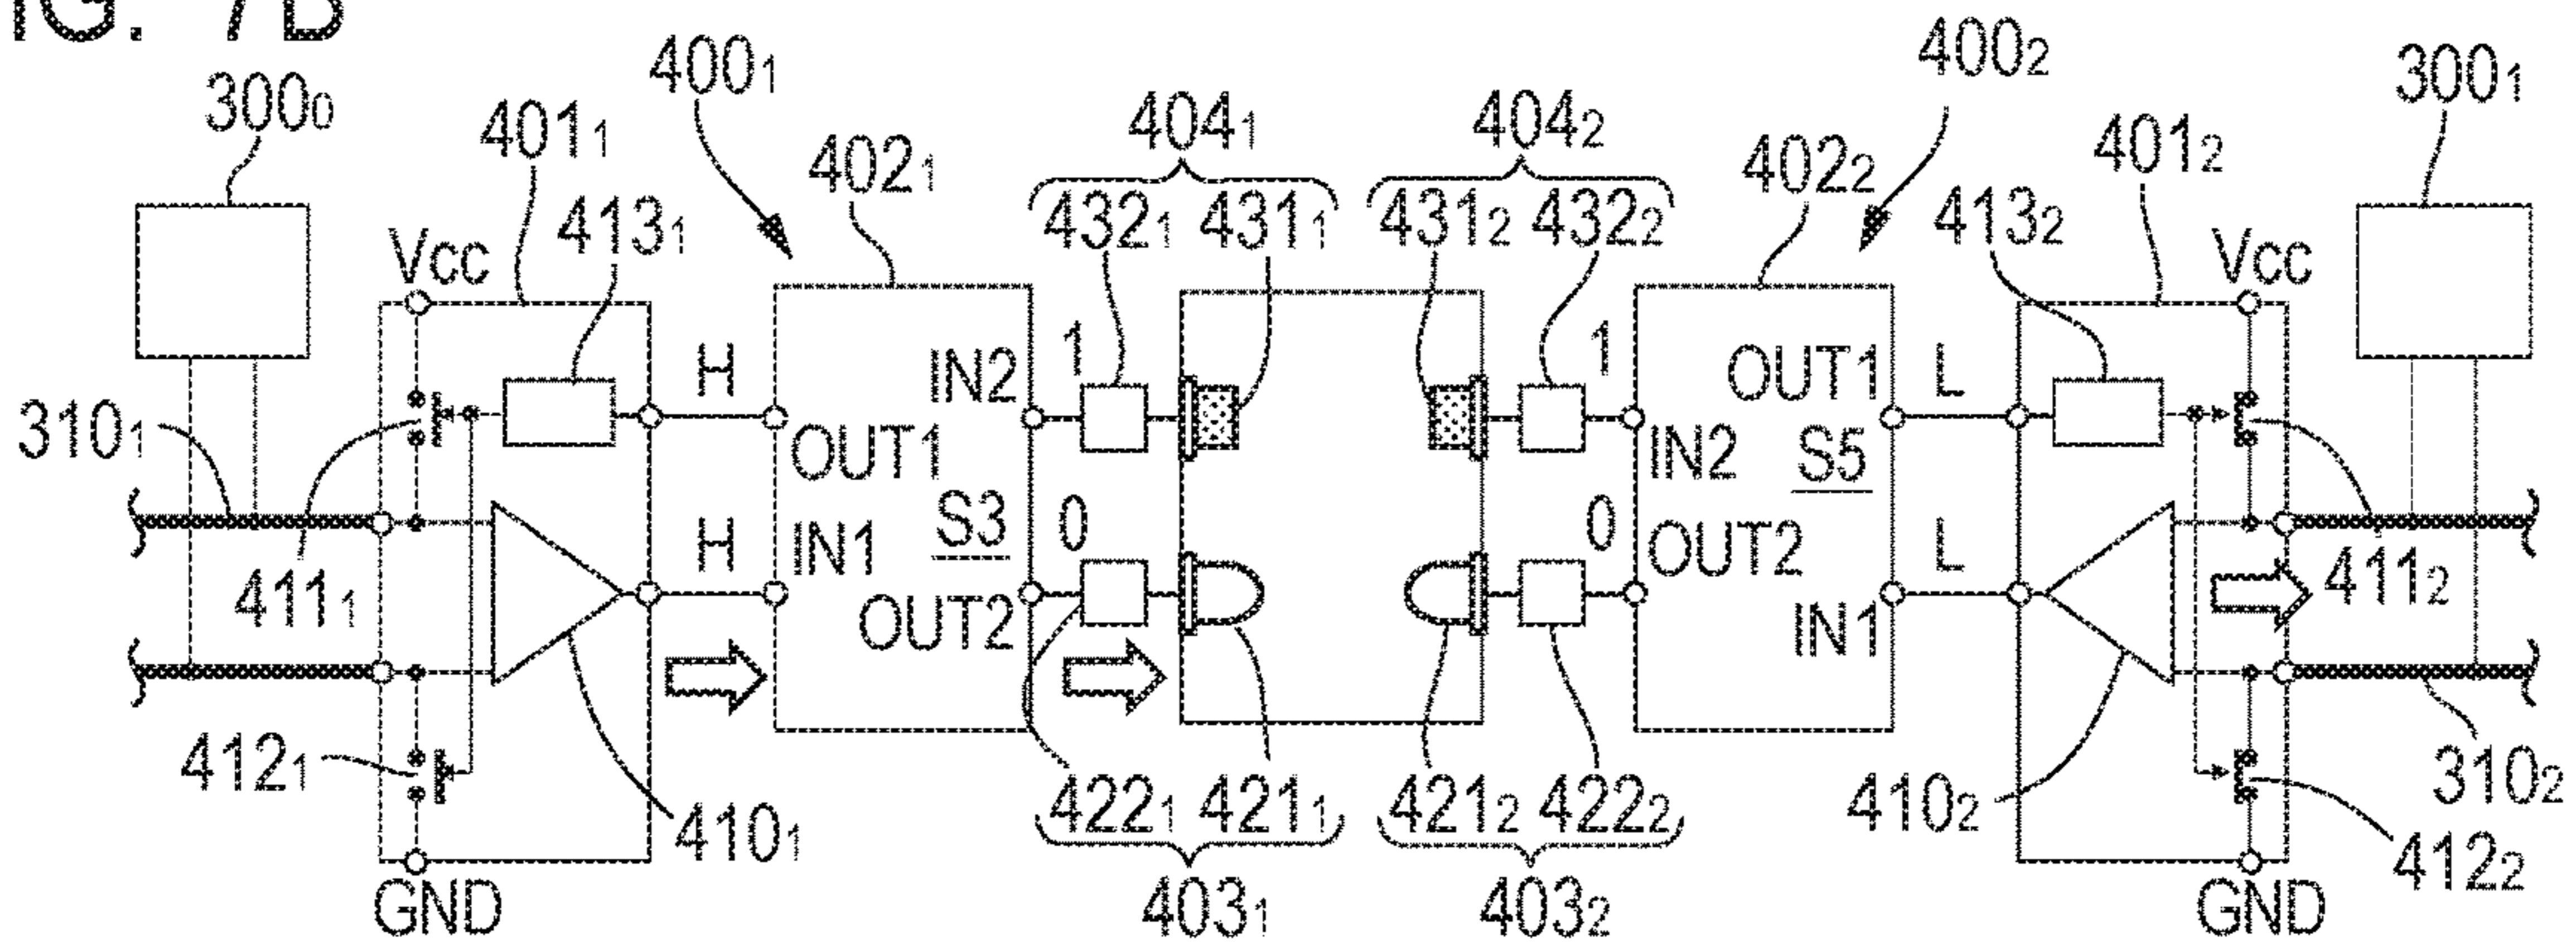 FIG. 7B
300₀
401₁
413₁
400₁
402₁
404₁
432₁ 431₁
404₂
431₂ 432₂
402₂
400₂
413₂
401₂
300₁
Vcc
Vcc
310₁
411₁
H
H
OUT1
IN1
IN2
S3
OUT2
1
0
1
0
IN2
OUT2
OUT1
S5
IN1
L
L
411₂
412₁
410₁
GND
422₁ 421₁
403₁
421₂ 422₂
403₂
410₂
310₂
412₂
GND